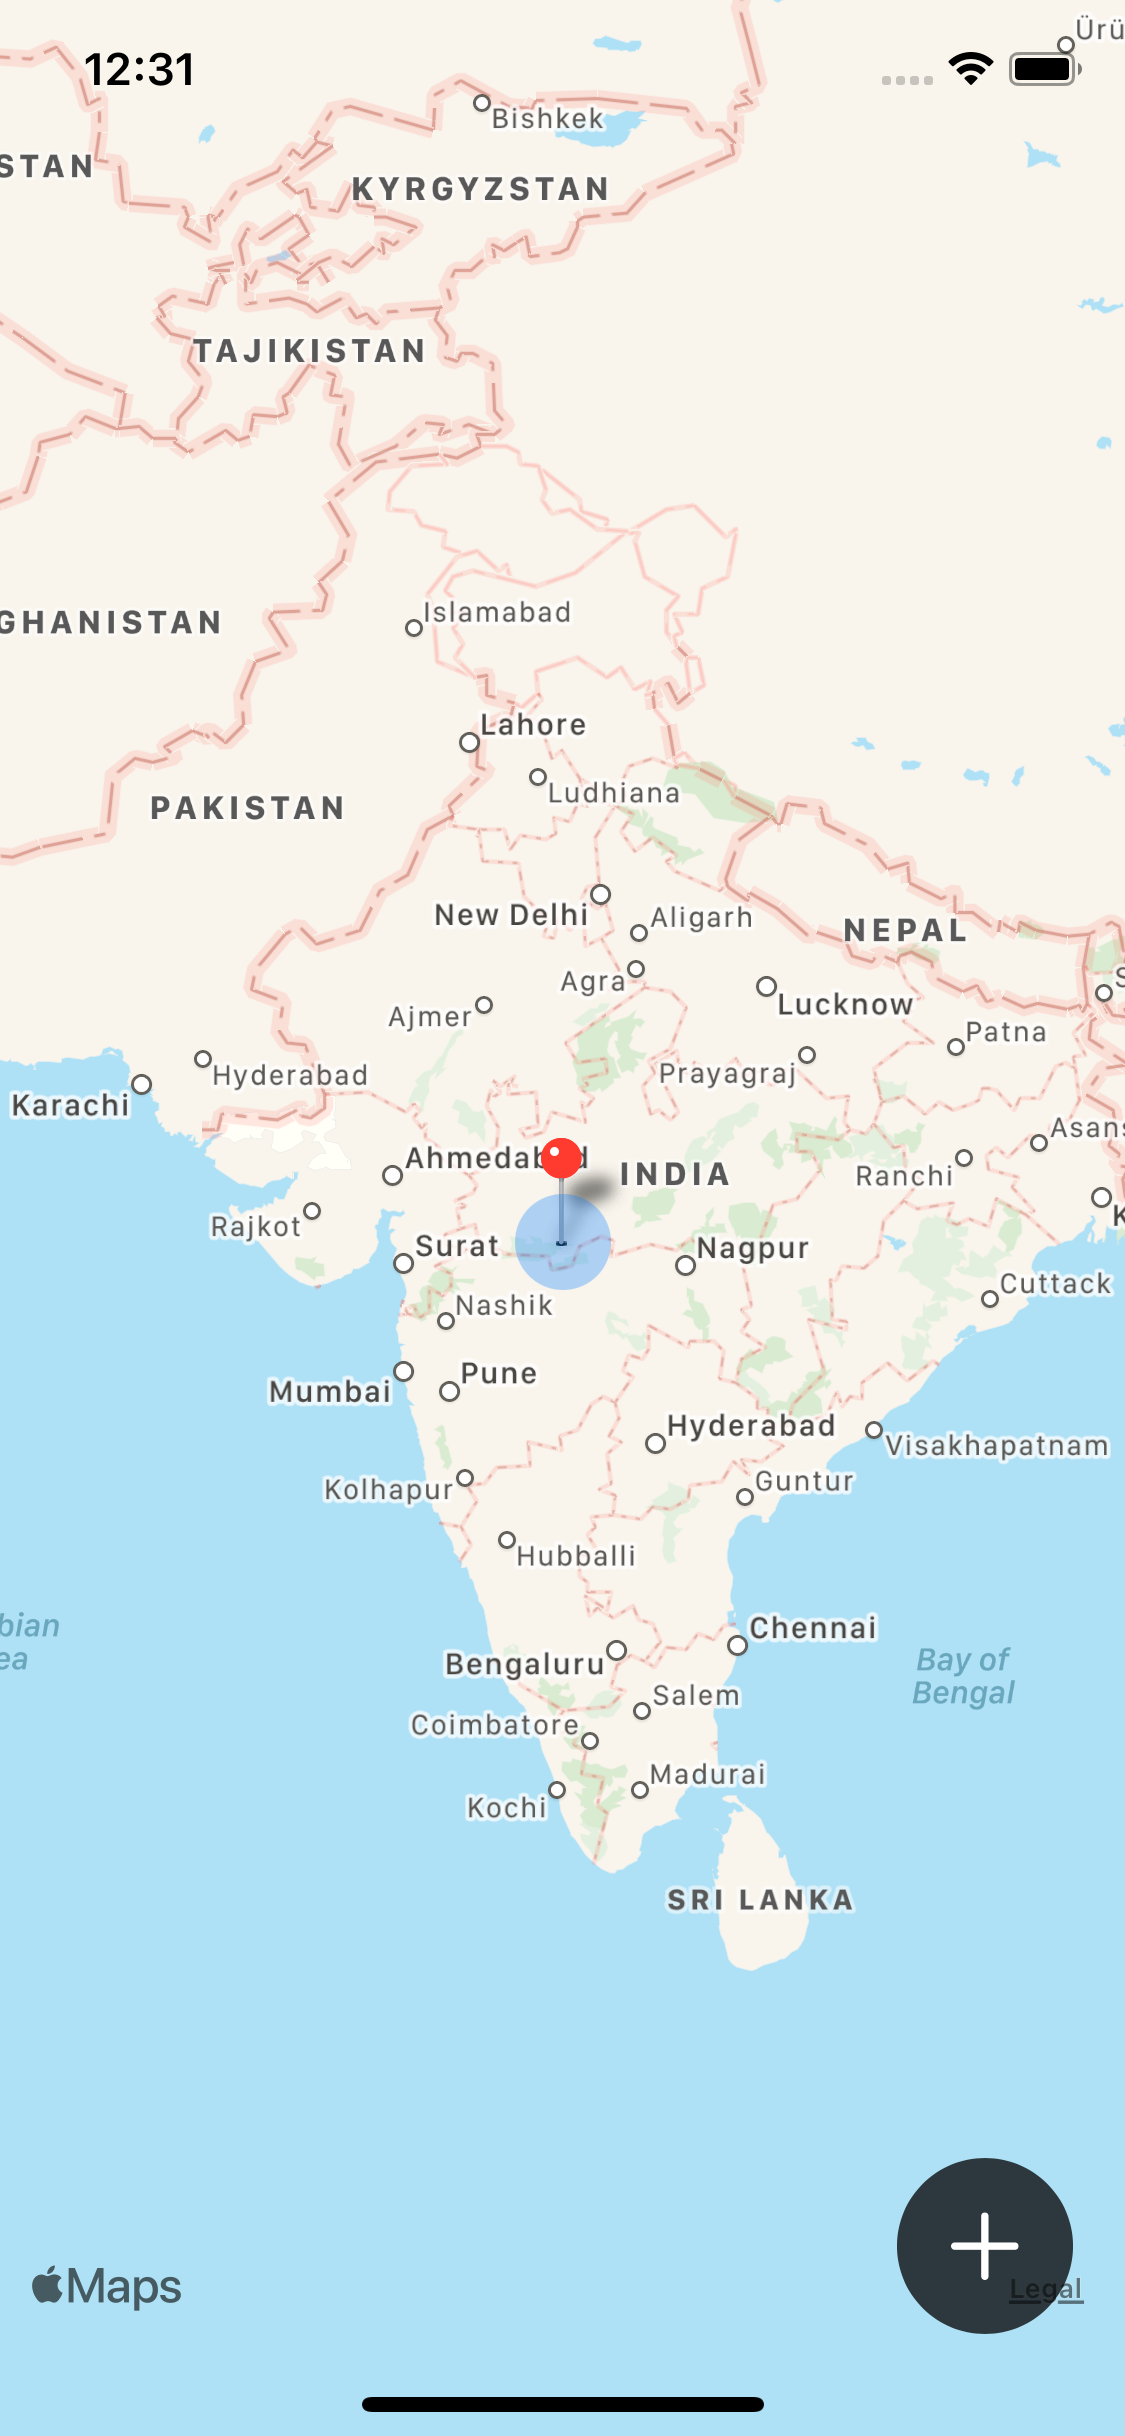 12:31
Ürü
Bishkek
STAN
KYRGYZSTAN
TAJIKISTAN
GHANISTAN
Islamabad
Lahore
Ludhiana
PAKISTAN
New Delhi
Aligarh
NEPAL
Agra
S
Lucknow
Ajmer
Patna
Hyderabad
Prayagraj
Karachi
Asans
Ahmedabad
INDIA
Ranchi
K
Rajkot
Surat
Nagpur
Cuttack
Nashik
Pune
Mumbai
Hyderabad
Visakhapatnam
Guntur
Kolhapur
Hubballi
bian
ea
Chennai
Bay of
Bengal
Bengaluru
Salem
Coimbatore
Madurai
Kochi
SRI LANKA
Maps
Legal